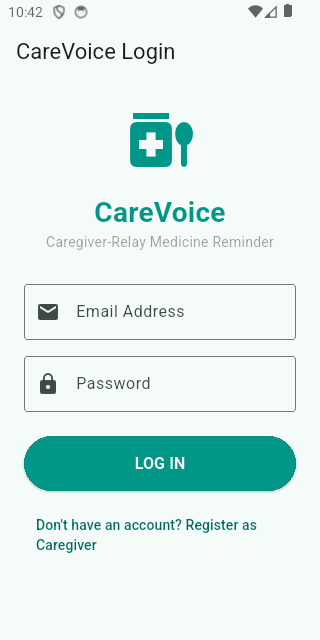 10:42
CareVoice Login
CareVoice
Caregiver-Relay Medicine Reminder
Email Address
Password
LOG IN
Don't have an account? Register as
Caregiver